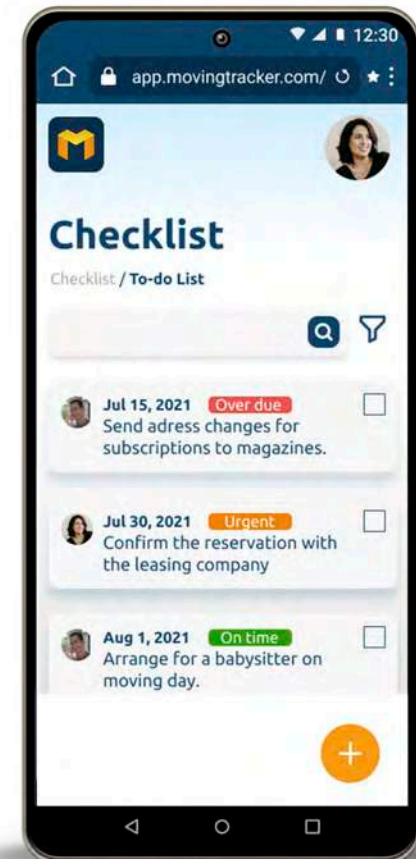 12:30
app.movingtracker.com/
Checklist
Checklist / To-do List
Jul 15, 2021 Over due
Send adress changes for
subscriptions to magazines.
Jul 30, 2021 Urgent
Confirm the reservation with
the leasing company
Aug 1, 2021 On time
Arrange for a babysitter on
moving day.